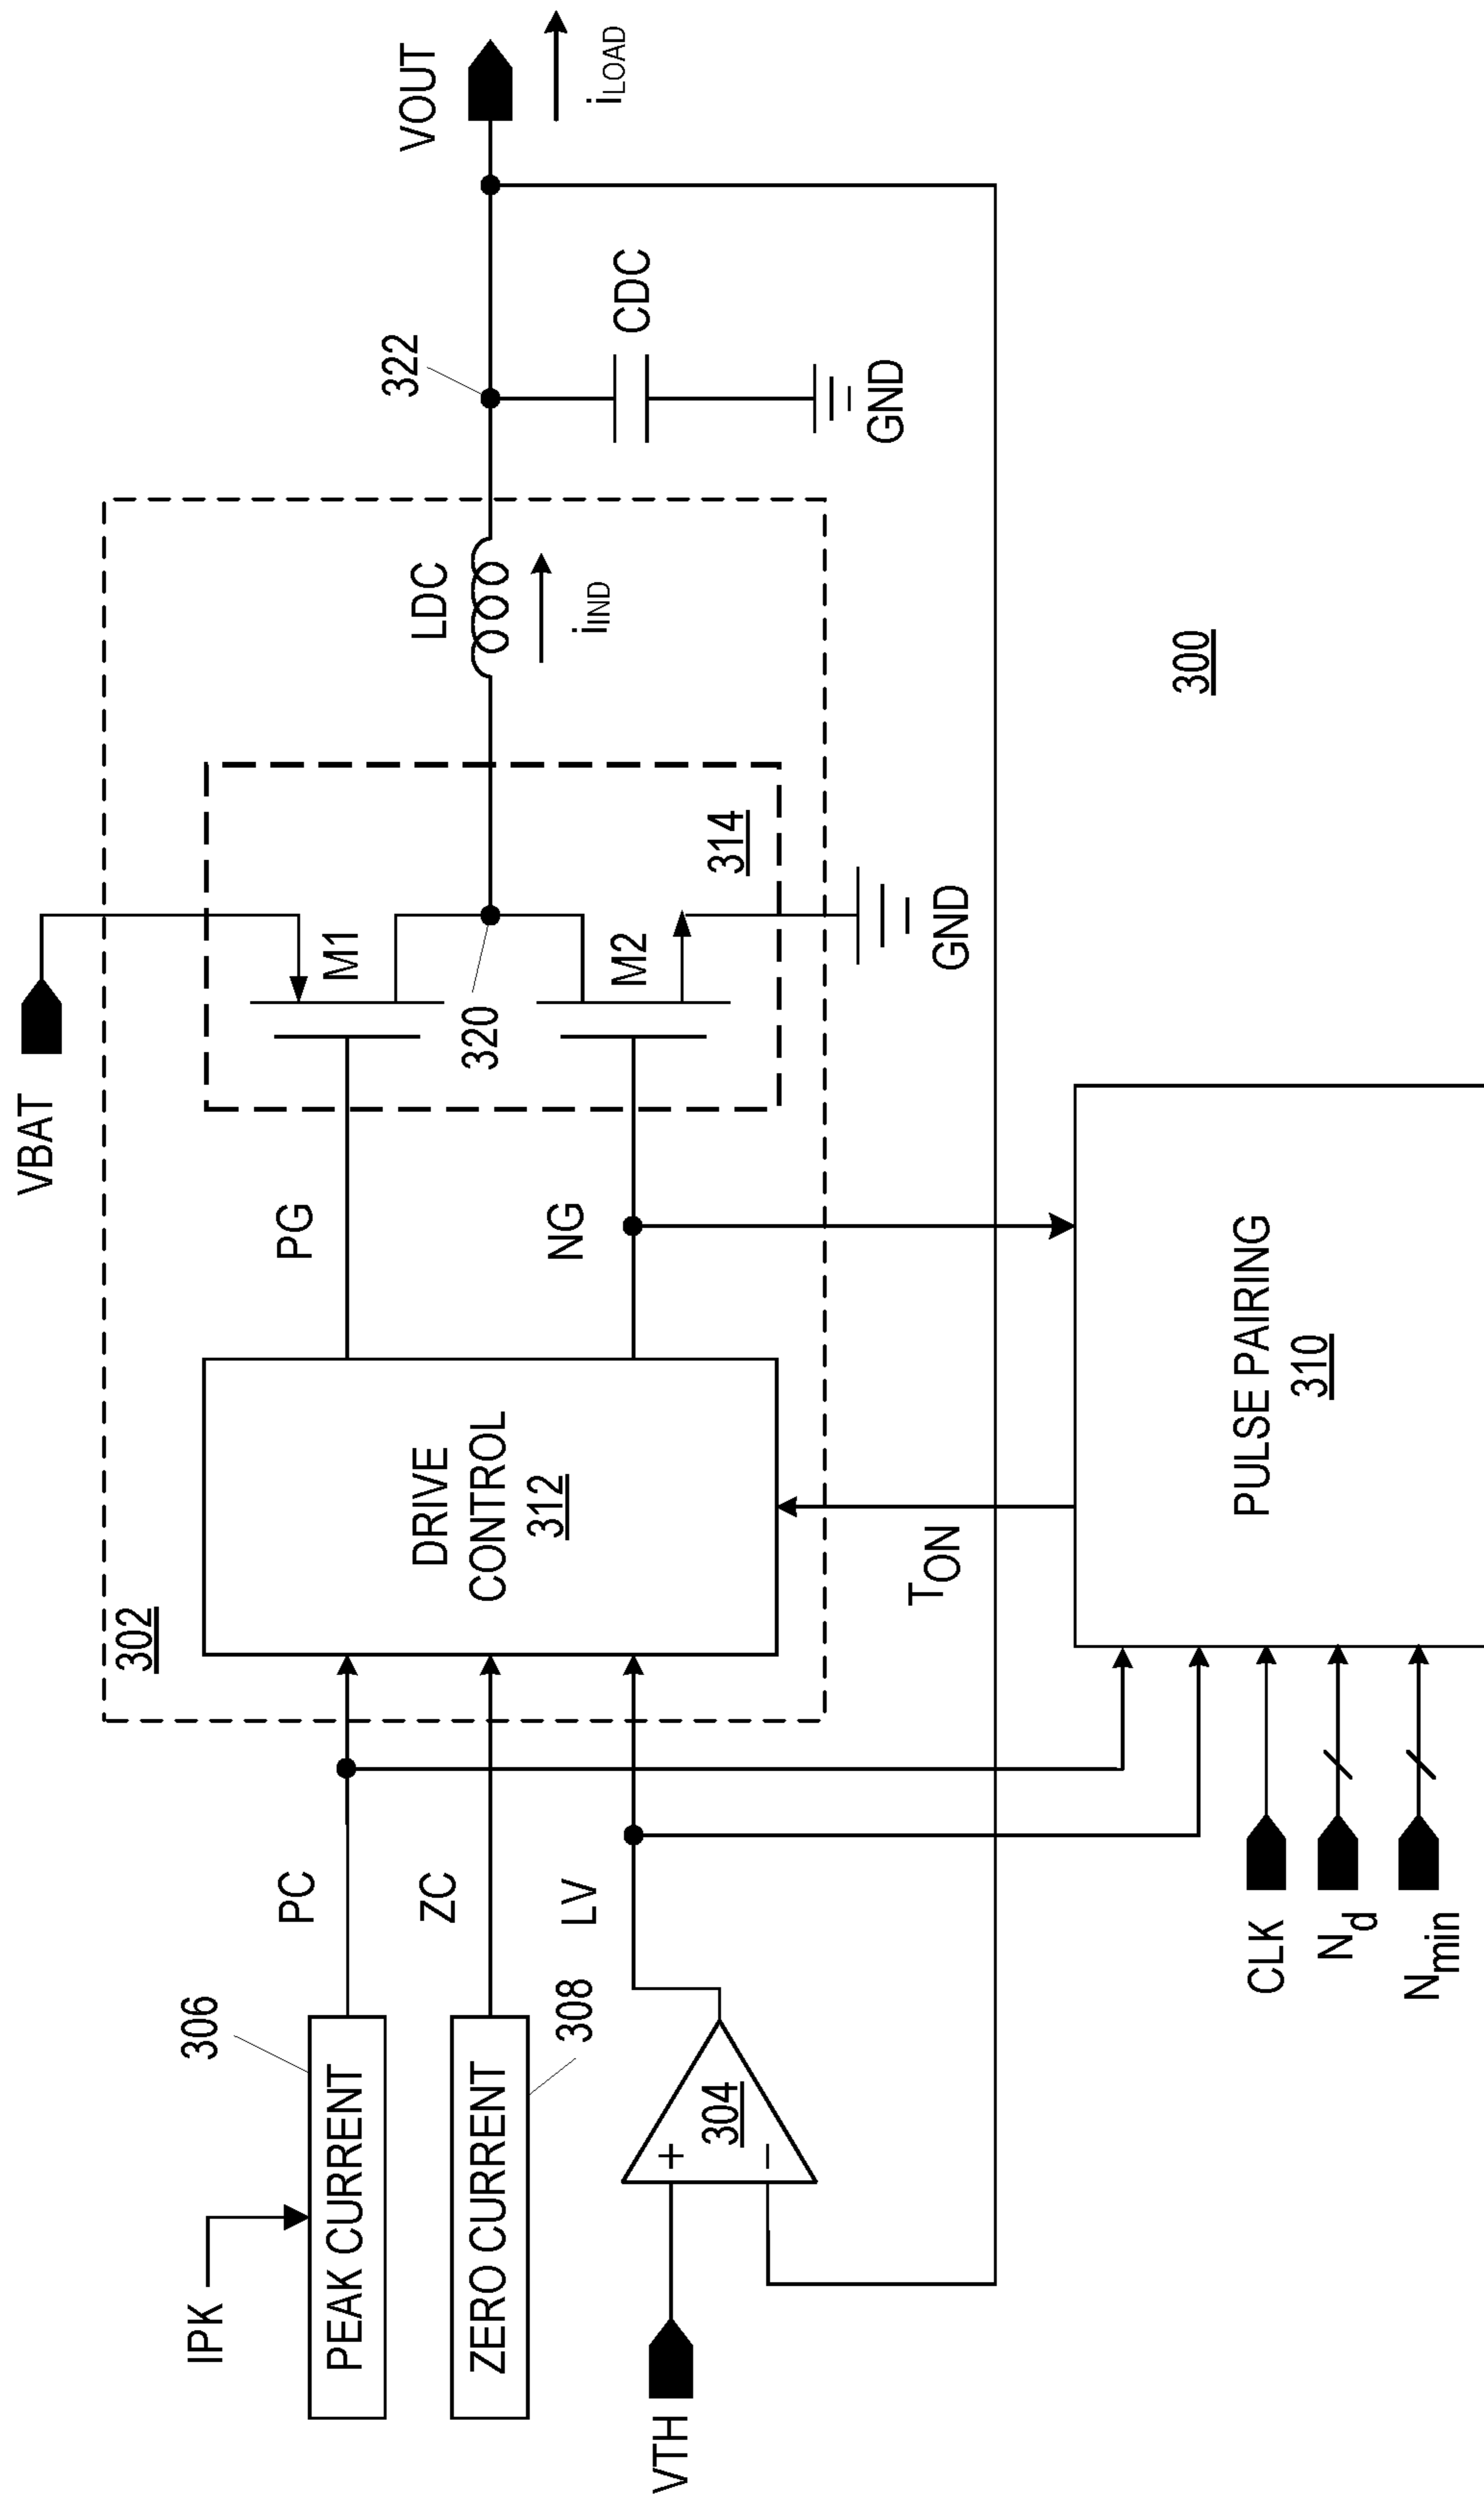 VBAT
302
IPK
306
PEAK CURRENT
PC
PG
M1
ZERO CURRENT
308
ZC
DRIVE
CONTROL
312
320
LDC
iIND
322
VOUT
iLOAD
VTH
+
−
304
LV
NG
M2
314
CDC
GND
GND
TON
CLK
Nd
Nmin
PULSE PAIRING
310
300